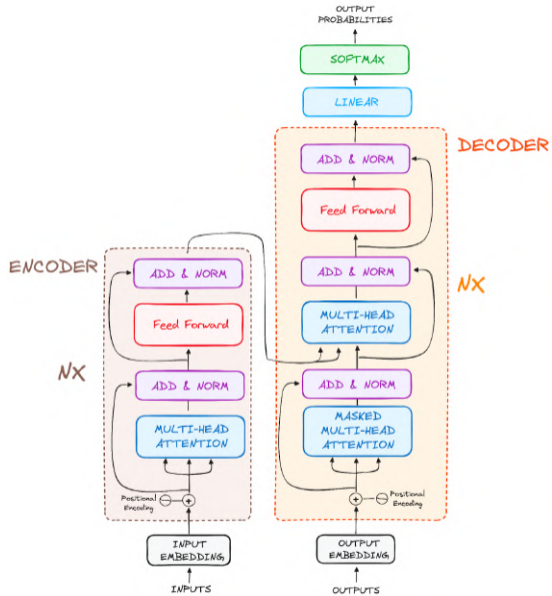 OUTPUT
PROBABILITIES
SOFTMAX
LINEAR
DECODER
ADD & NORM
Feed Forward
ADD & NORM
NX
MULTI-HEAD
ATTENTION
ADD & NORM
MASKED
MULTI-HEAD
ATTENTION
Positional
Encoding
OUTPUT
EMBEDDING
OUTPUTS
ENCODER
ADD & NORM
Feed Forward
NX
ADD & NORM
MULTI-HEAD
ATTENTION
Positional
Encoding
INPUT
EMBEDDING
INPUTS